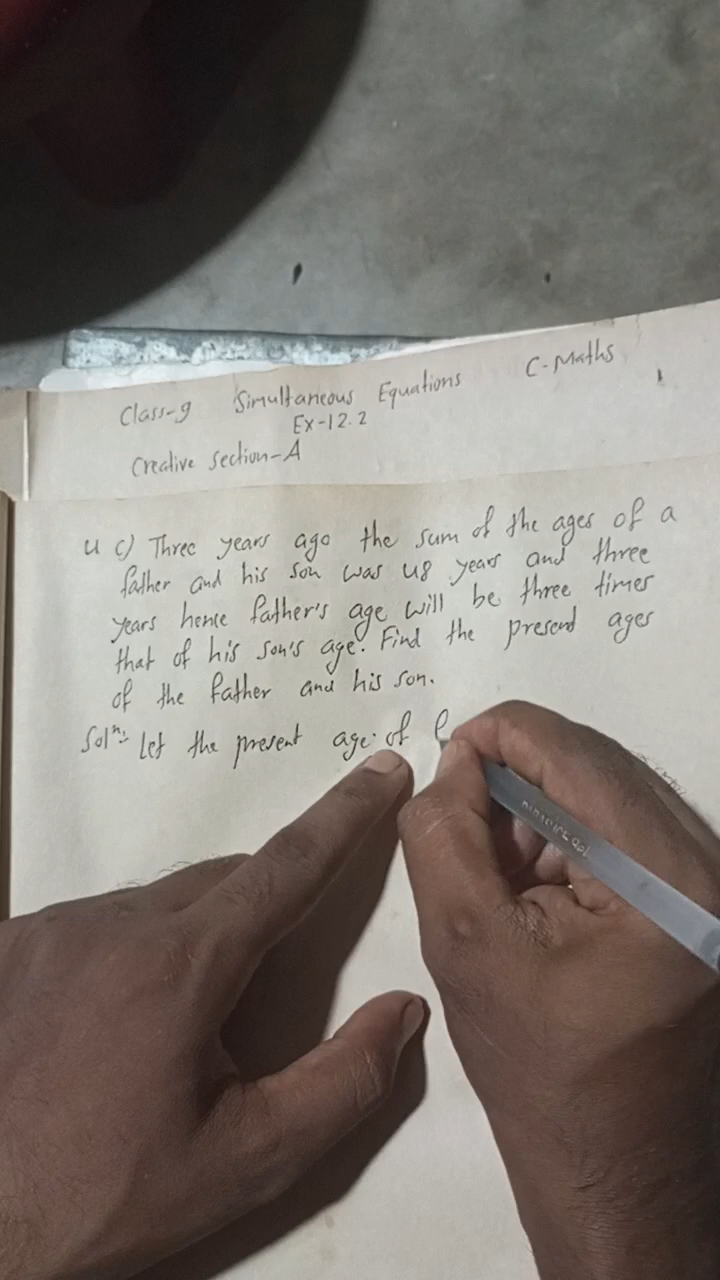 Class-9 Simultaneous Equations C-Maths
Ex-12.2
Creative section-A
4 c) Three years ago the sum of the ages of a
father and his son was 48 years and three
years hence father's age will be three times
that of his son's age. Find the present ages
of the father and his son.
Solⁿ:- Let the present age of f